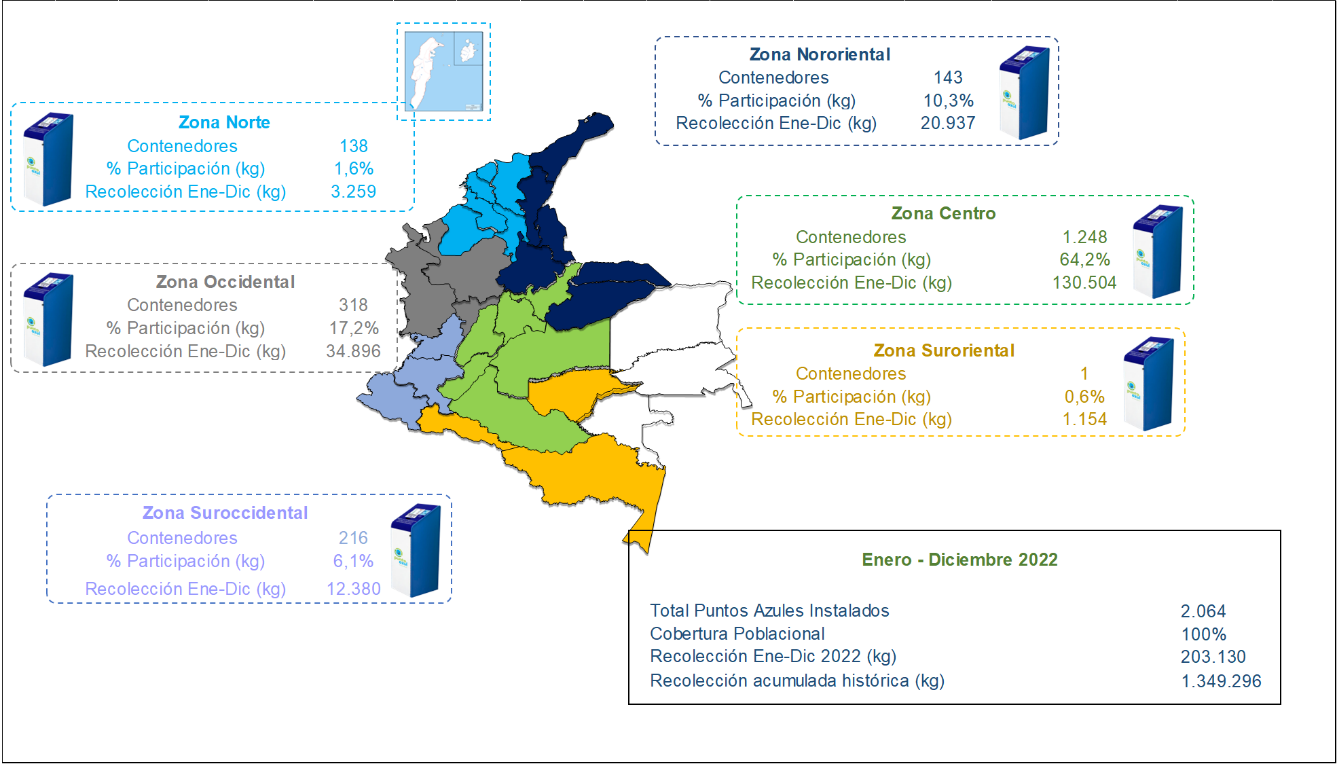 Zona Norte
Contenedores 138
% Participación (kg) 1,6%
Recolección Ene-Dic (kg) 3.259
Zona Nororiental
Contenedores 143
% Participación (kg) 10,3%
Recolección Ene-Dic (kg) 20.937
Zona Centro
Contenedores 1.248
% Participación (kg) 64,2%
Recolección Ene-Dic (kg) 130.504
Zona Occidental
Contenedores 318
% Participación (kg) 17,2%
Recolección Ene-Dic (kg) 34.896
Zona Suroriental
Contenedores 1
% Participación (kg) 0,6%
Recolección Ene-Dic (kg) 1.154
Zona Suroccidental
Contenedores 216
% Participación (kg) 6,1%
Recolección Ene-Dic (kg) 12.380
Enero - Diciembre 2022
Total Puntos Azules Instalados 2.064
Cobertura Poblacional 100%
Recolección Ene-Dic 2022 (kg) 203.130
Recolección acumulada histórica (kg) 1.349.296